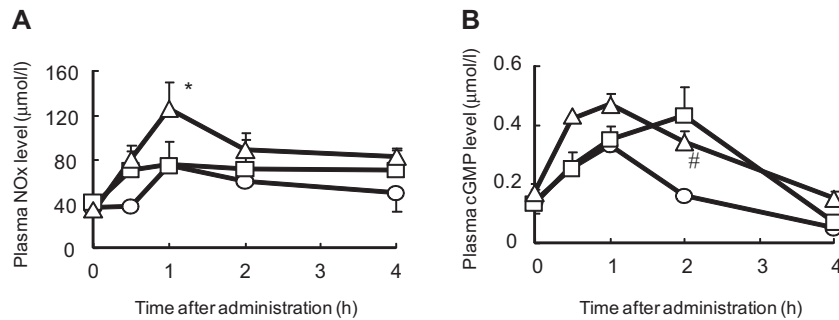 A
Plasma NOx level (μmol/l)
160
120
80
40
0
*
0 1 2 3 4
Time after administration (h)
B
Plasma cGMP level (μmol/l)
0.6
0.4
0.2
0
#
0 1 2 3 4
Time after administration (h)